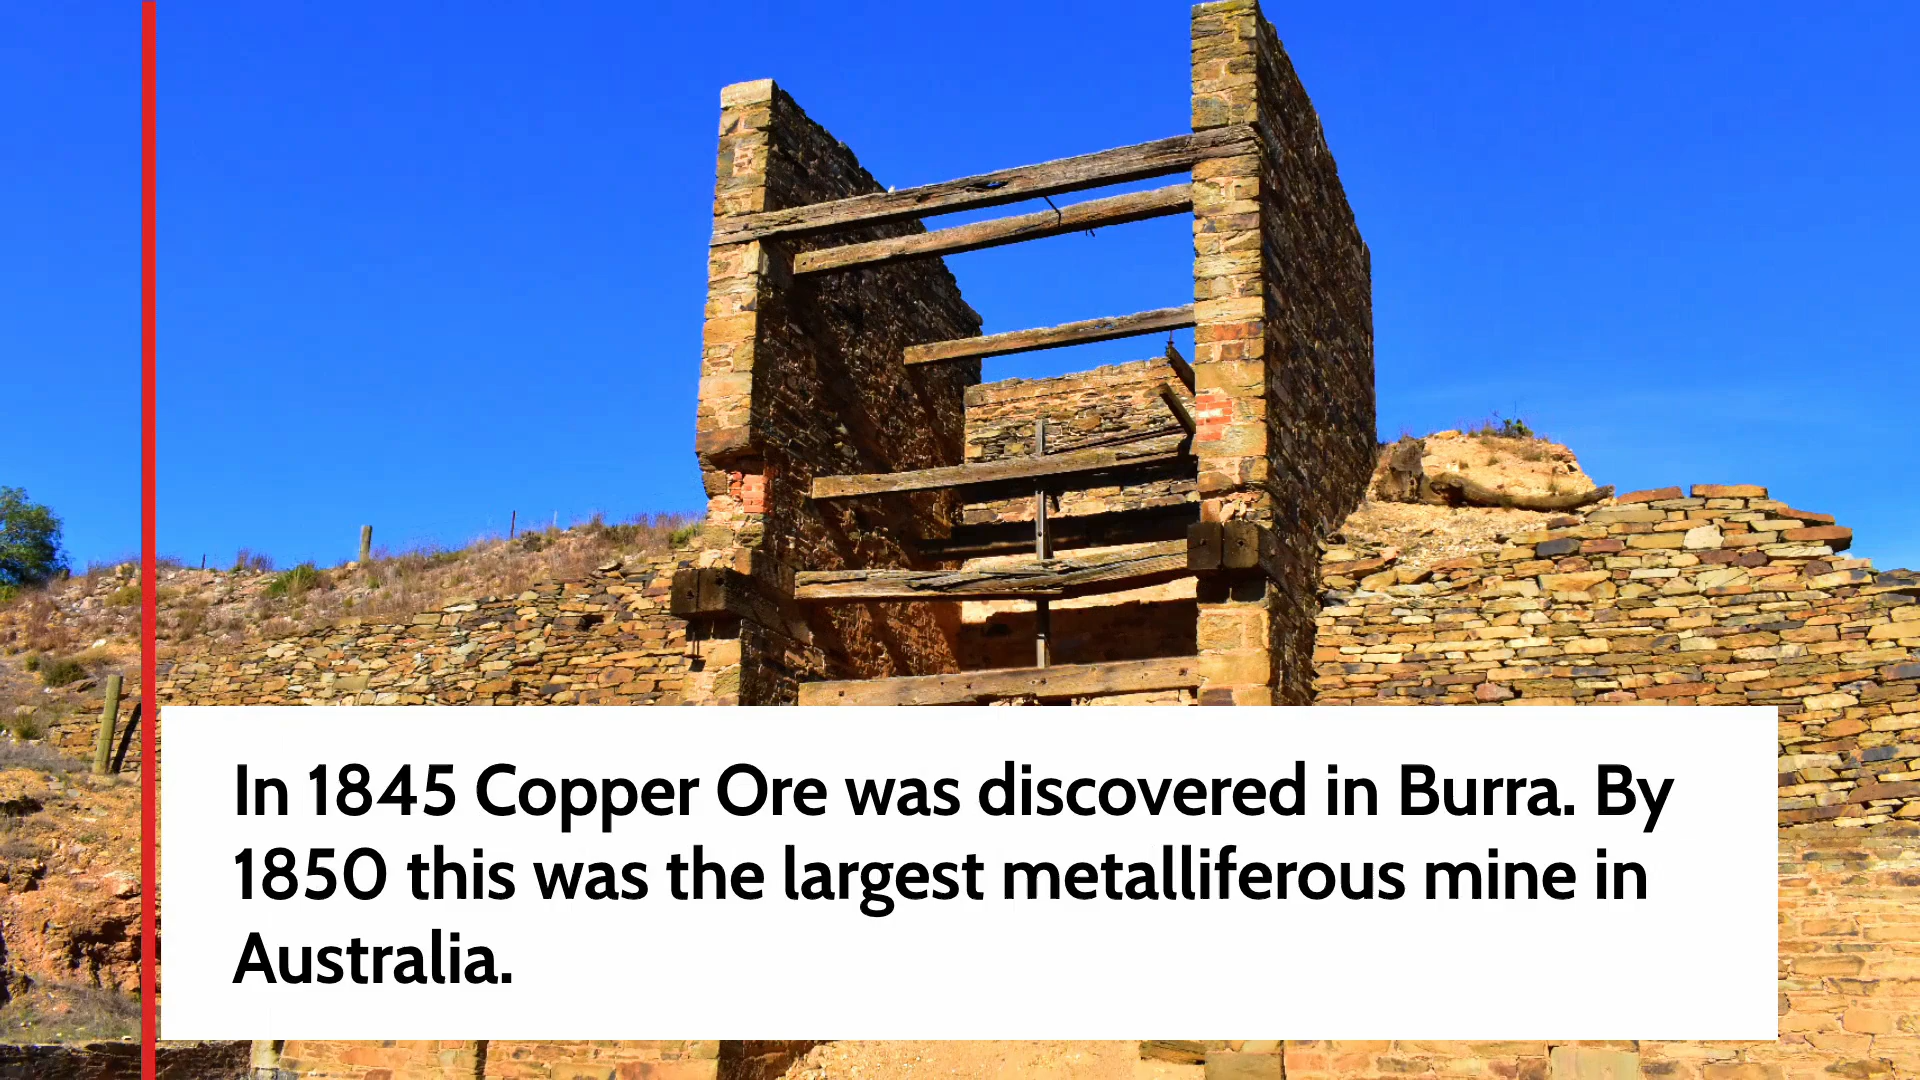 In 1845 Copper Ore was discovered in Burra. By
1850 this was the largest metalliferous mine in
Australia.